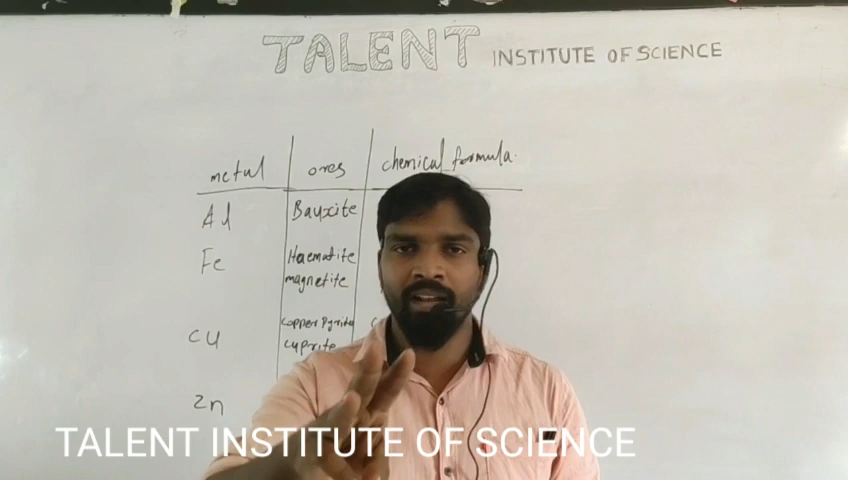 TALENT INSTITUTE OF SCIENCE
metal ores chemical formula.
Al Bauxite
Fe Haematite
magnetite
Cu copper Pyrite
cuprite
Zn
TALENT INSTITUTE OF SCIENCE